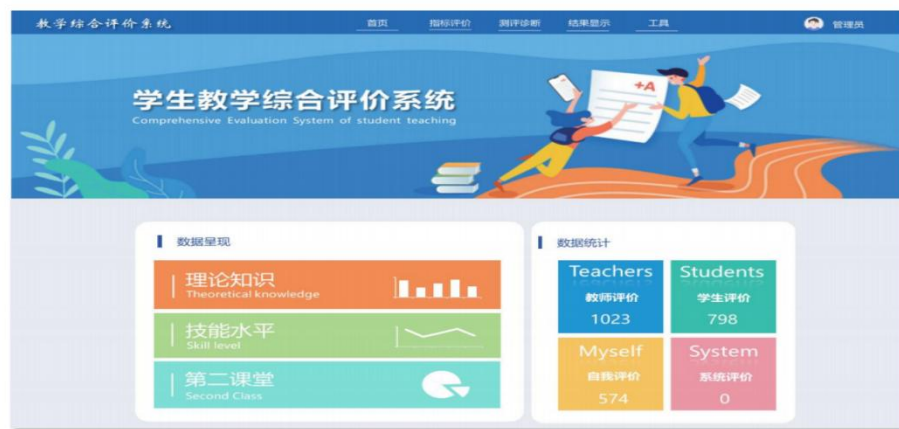 教学综合评价系统
首页 指标评价 测评诊断 结果显示 工具 管理员
+A
学生教学综合评价系统
Comprehensive Evaluation System of student teaching
数据呈现
理论知识
Theoretical knowledge
技能水平
Skill level
第二课堂
Second Class
数据统计
Teachers
教师评价
1023
Students
学生评价
798
Myself
自我评价
574
System
系统评价
0